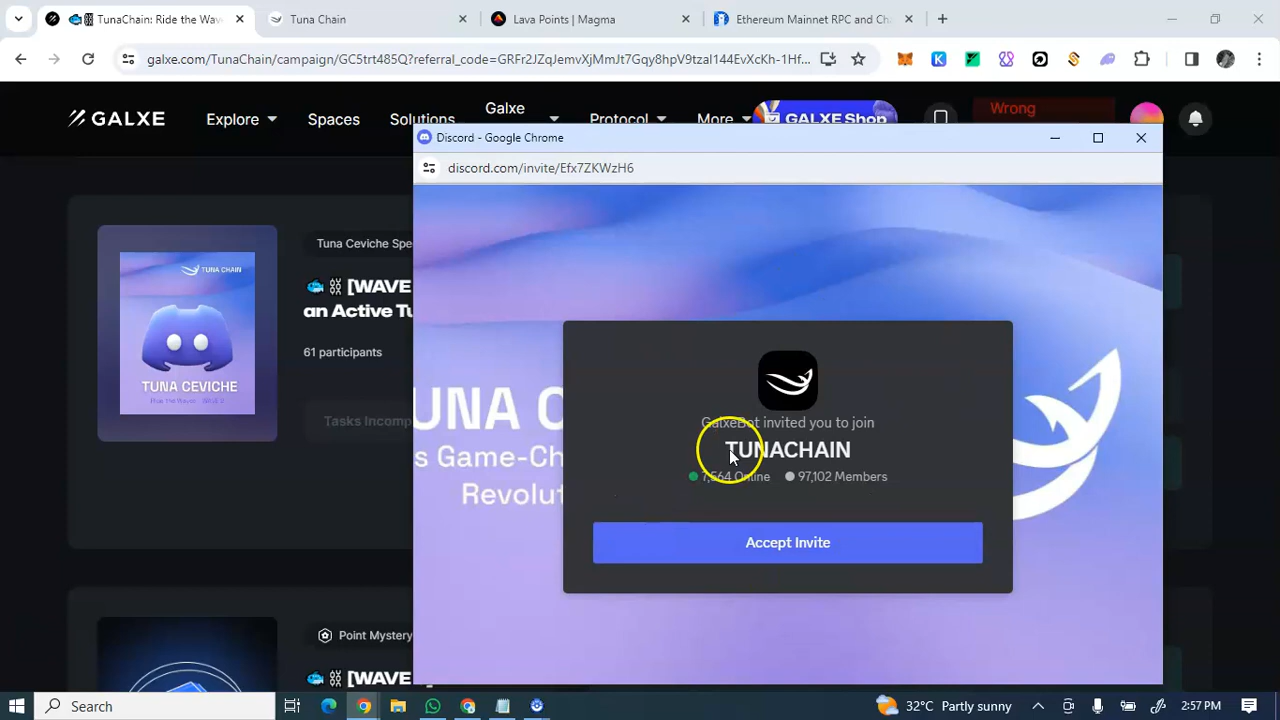 TunaChain: Ride the Wav
Tuna Chain
Lava Points | Magma
Ethereum Mainnet RPC and Ch
galxe.com/TunaChain/campaign/GC5trt485Q?referral_code=GRFr2JZqJemvXjMmJt7Gqy8hpV9tzal144EvXcKh-1Hf...
GALXE
Explore
Spaces
Solutions
Galxe
Protocol
More
GALXE Shop
Wrong
Discord - Google Chrome
discord.com/invite/Efx7ZKWzH6
Tuna Ceviche Spe
[WAVE
an Active Tu
61 participants
Tasks Incomp
TUNA CHAIN
TUNA CEVICHE
UNA C
s Game-Ch
Revolut
GalxeBot invited you to join
TUNACHAIN
7,564 Online
97,102 Members
Accept Invite
Point Mystery
[WAVE
Search
32°C Partly sunny
2:57 PM